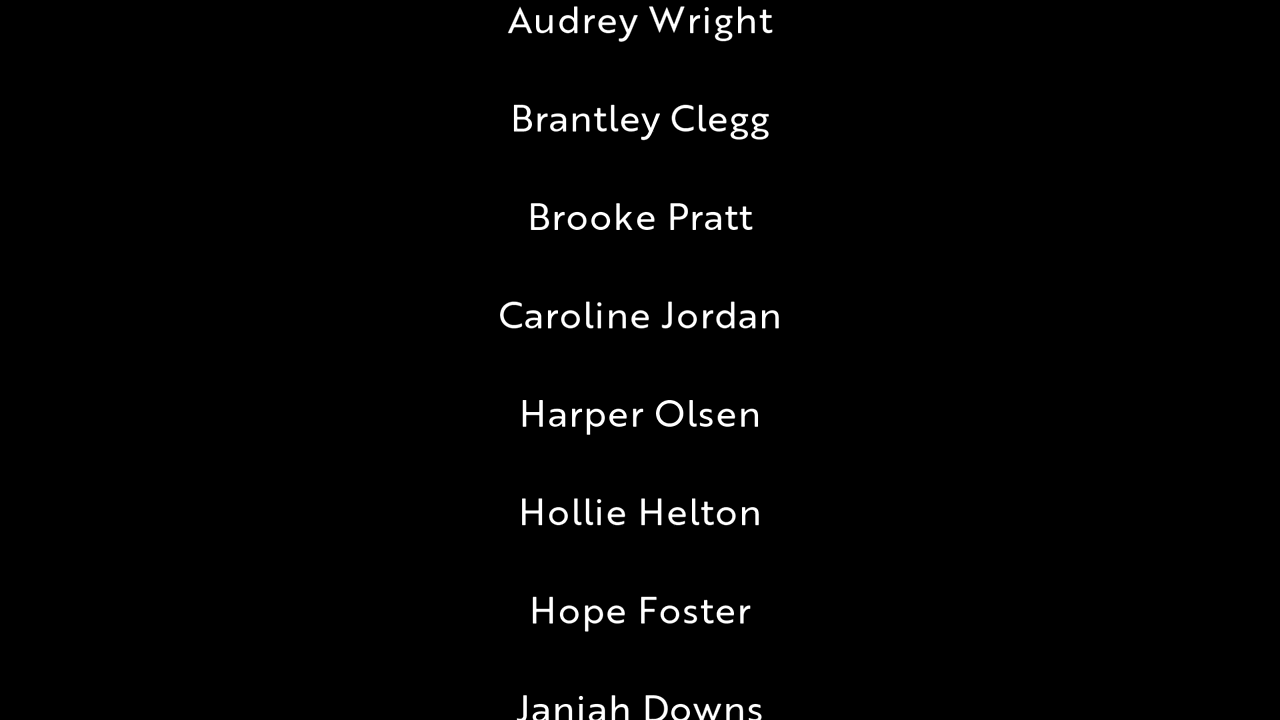 Audrey Wright
Brantley Clegg
Brooke Pratt
Caroline Jordan
Harper Olsen
Hollie Helton
Hope Foster
Janiah Downs